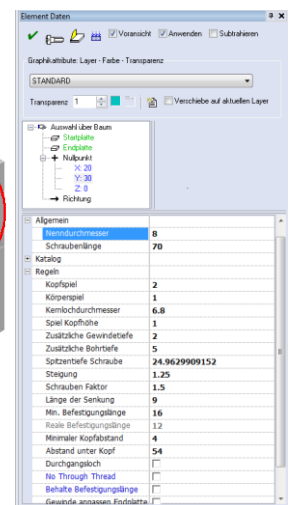 Element Daten
Voransicht Anwenden Subtrahieren
Graphikattribute: Layer - Farbe - Transparenz
STANDARD
Transparenz 1 Verschiebe auf aktuellen Layer
Auswahl über Baum
Startplatte
Endplatte
Nullpunkt
X: 20
Y: 30
Z: 0
Richtung
Allgemein
Nenndurchmesser 8
Schraubenlänge 70
Katalog
Regeln
Kopfspiel 2
Körperspiel 1
Kernlochdurchmesser 6.8
Spiel Kopfhöhe 1
Zusätzliche Gewindetiefe 2
Zusätzliche Bohrtiefe 5
Spitzentiefe Schraube 24.9629909152
Steigung 1.25
Schrauben Faktor 1.5
Länge der Senkung 9
Min. Befestigungslänge 16
Reale Befestigungslänge 12
Minimaler Kopfabstand 4
Abstand unter Kopf 54
Durchgangsloch
No Through Thread
Behalte Befestigungslänge
Gewinde anpassen Endplatte